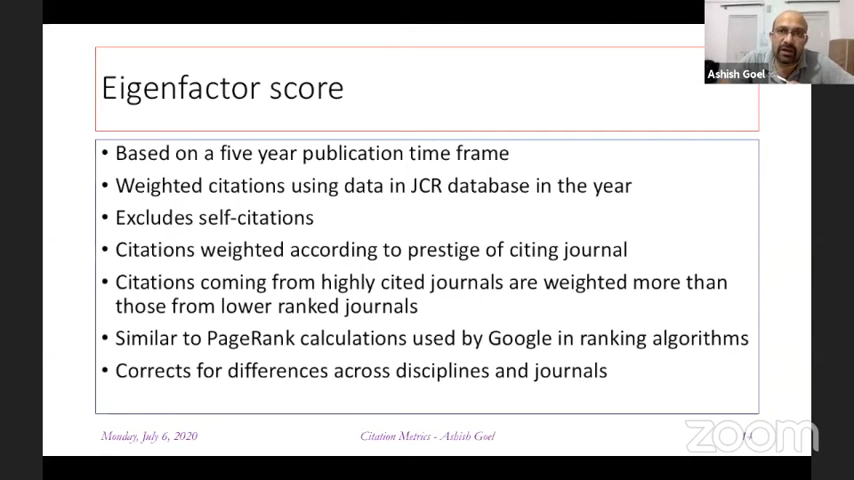 Ashish Goel
Eigenfactor score
• Based on a five year publication time frame
• Weighted citations using data in JCR database in the year
• Excludes self-citations
• Citations weighted according to prestige of citing journal
• Citations coming from highly cited journals are weighted more than
those from lower ranked journals
• Similar to PageRank calculations used by Google in ranking algorithms
• Corrects for differences across disciplines and journals
Monday, July 6, 2020
Citation Metrics - Ashish Goel
14
zoom